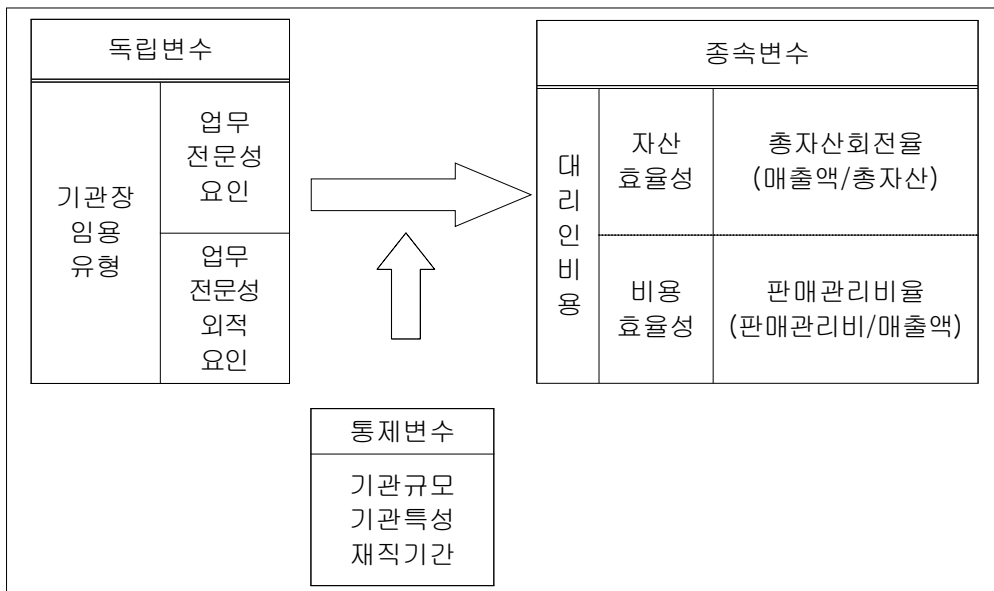 독립변수
기관장
임용
유형
업무
전문성
요인
업무
전문성
외적
요인
종속변수
대
리
인
비
용
자산
효율성
총자산회전율
(매출액/총자산)
비용
효율성
판매관리비율
(판매관리비/매출액)
통제변수
기관규모
기관특성
재직기간